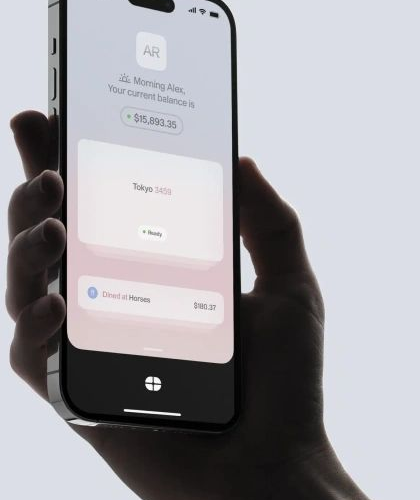 AR
Morning Alex,
Your current balance is
$15,893.35
Tokyo 3459
Ready
Dined at Horses
$180.37